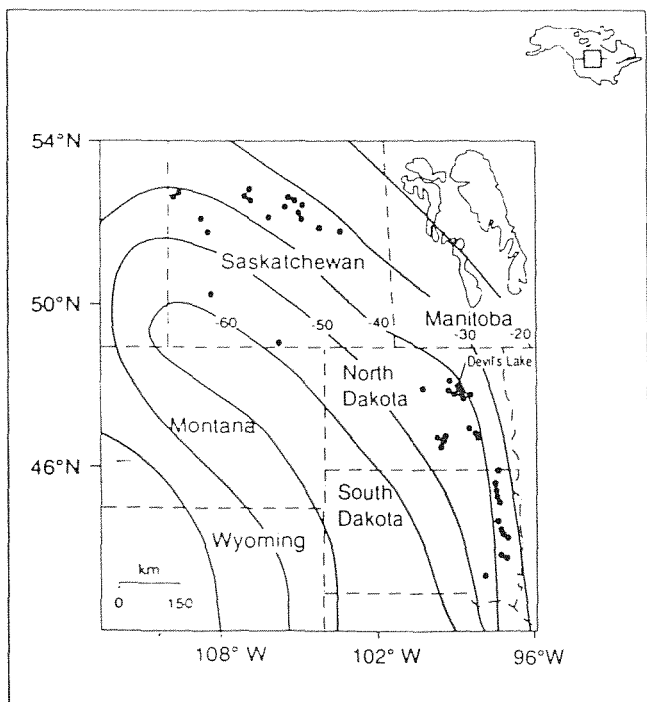 54°N
Saskatchewan
50°N
Manitoba
-60
-50
-40
-30
-20
Devil's Lake
North
Dakota
Montana
46°N
South
Dakota
Wyoming
km
0
150
108° W
102° W
96° W